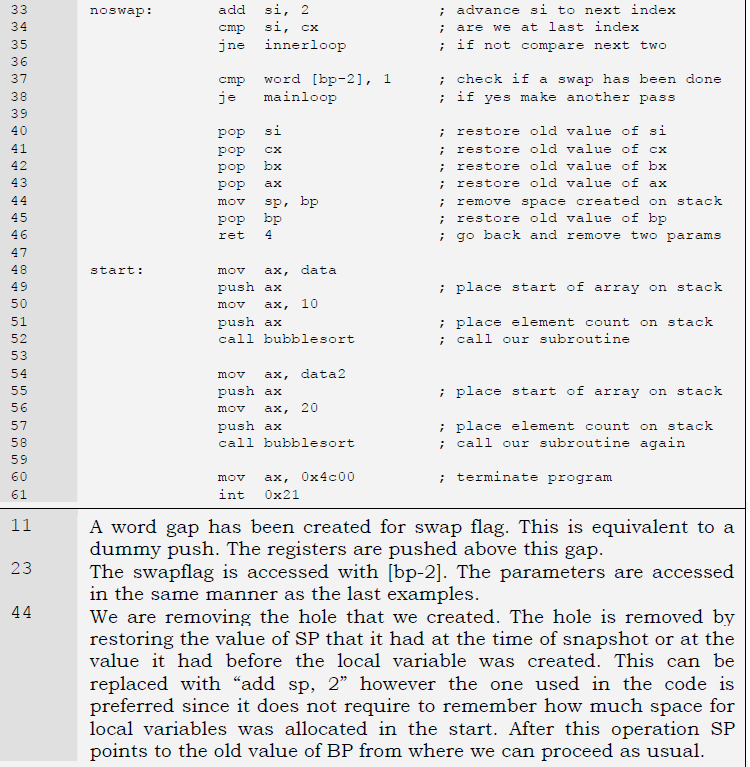 33 noswap: add si, 2 ; advance si to next index
34 cmp si, cx ; are we at last index
35 jne innerloop ; if not compare next two
36
37 cmp word [bp-2], 1 ; check if a swap has been done
38 je mainloop ; if yes make another pass
39
40 pop si ; restore old value of si
41 pop cx ; restore old value of cx
42 pop bx ; restore old value of bx
43 pop ax ; restore old value of ax
44 mov sp, bp ; remove space created on stack
45 pop bp ; restore old value of bp
46 ret 4 ; go back and remove two params
47
48 start: mov ax, data
49 push ax ; place start of array on stack
50 mov ax, 10
51 push ax ; place element count on stack
52 call bubblesort ; call our subroutine
53
54 mov ax, data2
55 push ax ; place start of array on stack
56 mov ax, 20
57 push ax ; place element count on stack
58 call bubblesort ; call our subroutine again
59
60 mov ax, 0x4c00 ; terminate program
61 int 0x21
11 A word gap has been created for swap flag. This is equivalent to a
dummy push. The registers are pushed above this gap.
23 The swapflag is accessed with [bp-2]. The parameters are accessed
in the same manner as the last examples.
44 We are removing the hole that we created. The hole is removed by
restoring the value of SP that it had at the time of snapshot or at the
value it had before the local variable was created. This can be
replaced with “add sp, 2” however the one used in the code is
preferred since it does not require to remember how much space for
local variables was allocated in the start. After this operation SP
points to the old value of BP from where we can proceed as usual.